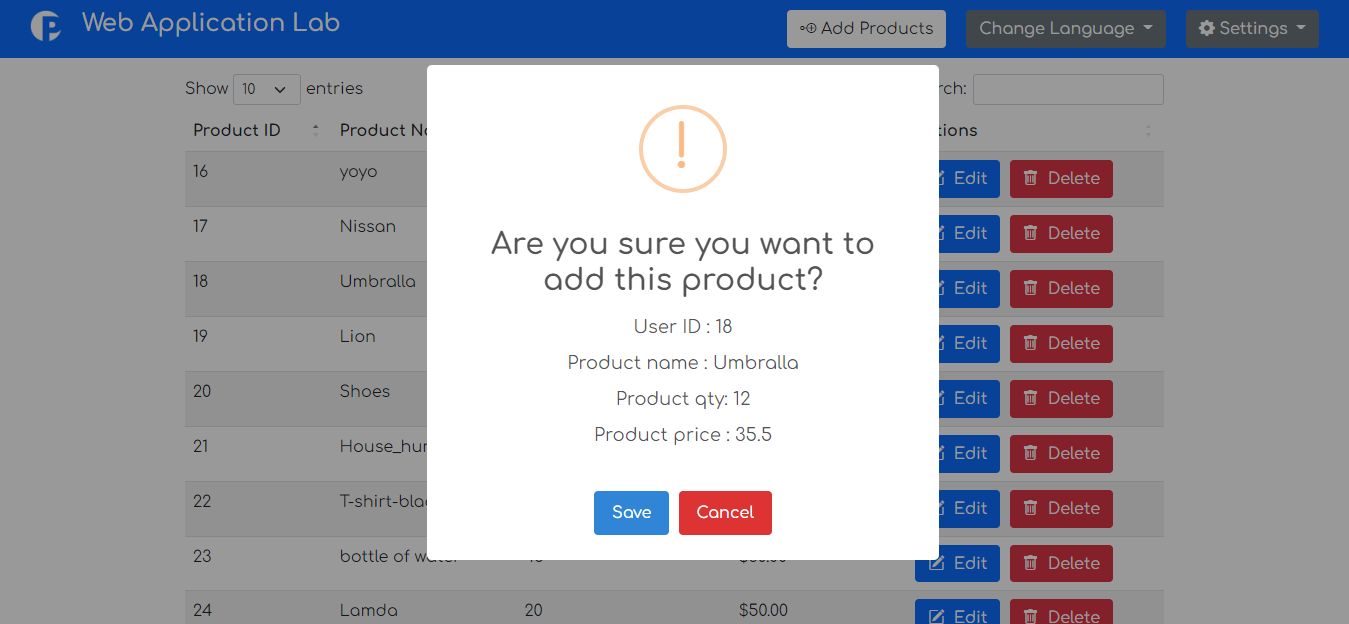 Web Application Lab
Add Products
Change Language
Settings
Show 10 entries
rch:
Product ID Product Na tions
16 yoyo Edit Delete
17 Nissan Edit Delete
18 Umbralla Edit Delete
19 Lion Edit Delete
20 Shoes Edit Delete
21 House_hu Edit Delete
22 T-shirt-bla Edit Delete
23 bottle of water Edit Delete
24 Lamda 20 $50.00 Edit Delete
!
Are you sure you want to
add this product?
User ID : 18
Product name : Umbralla
Product qty: 12
Product price : 35.5
Save Cancel